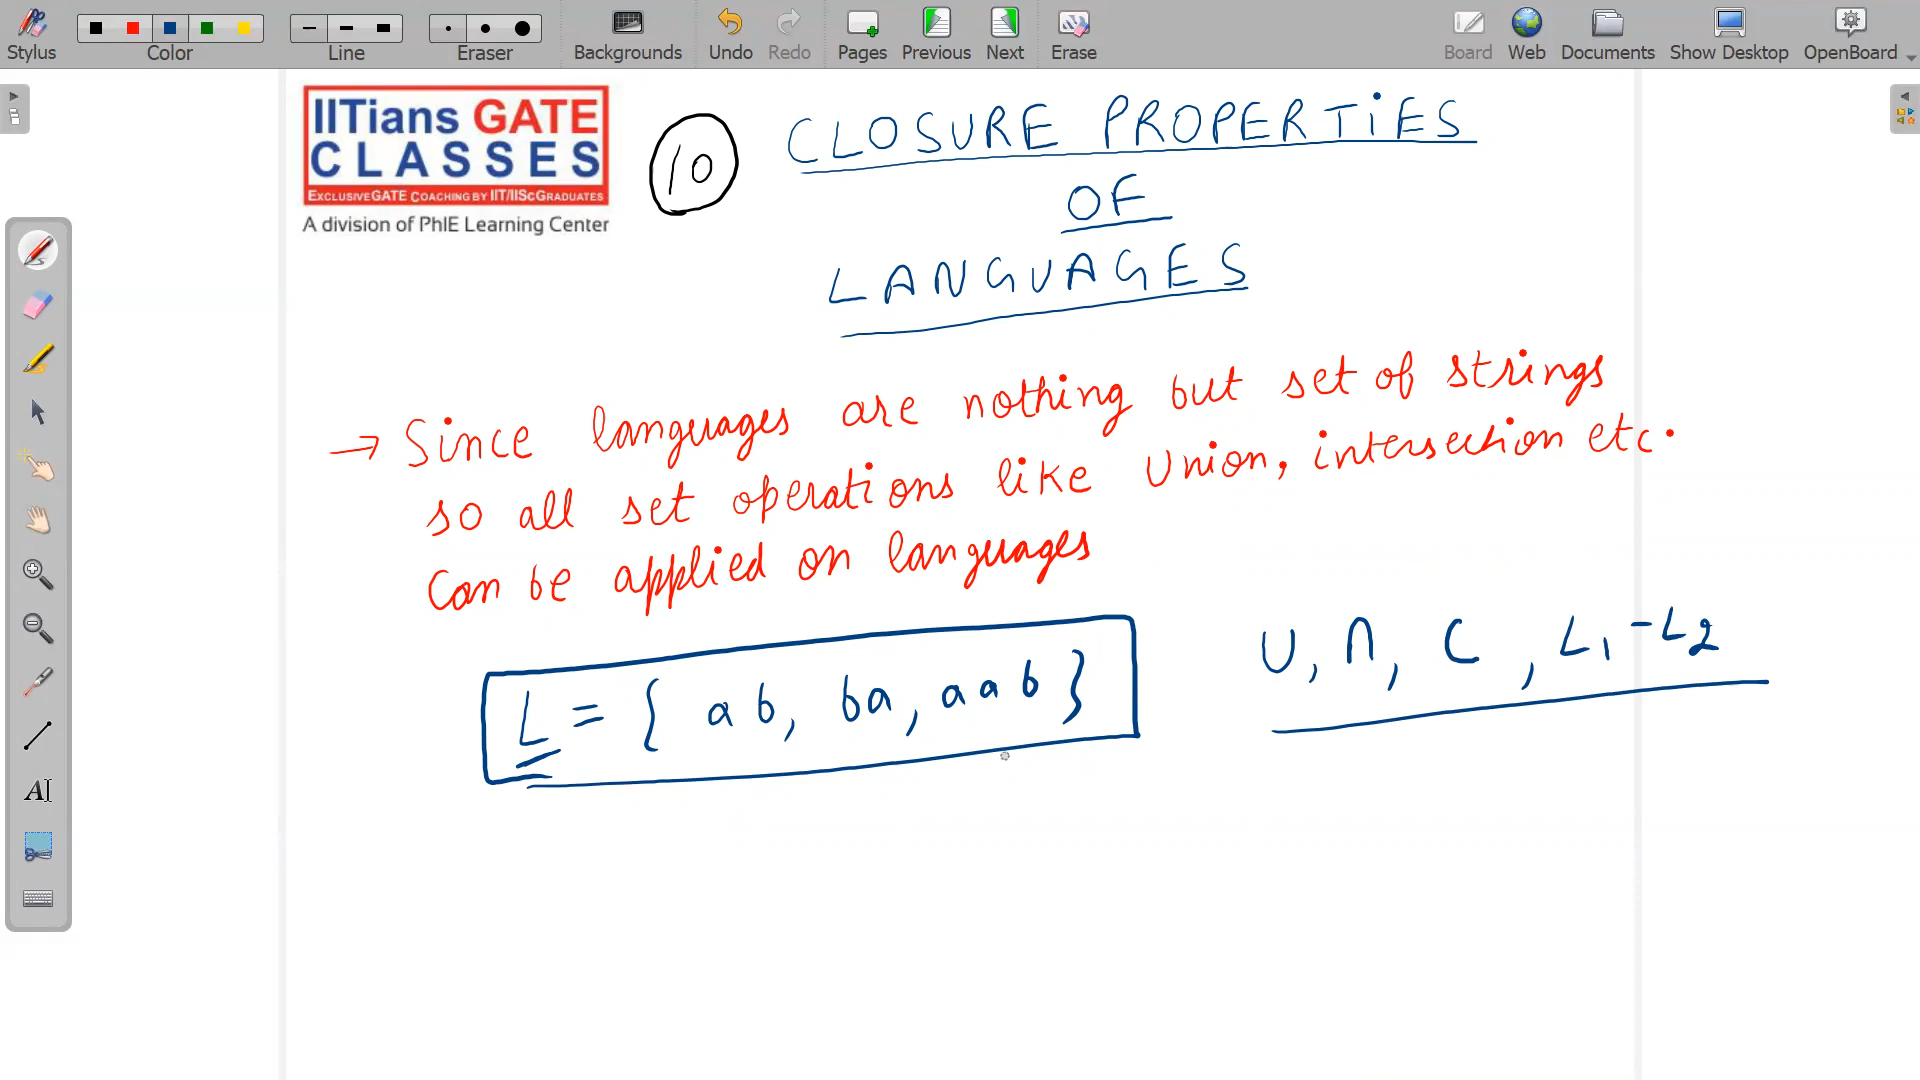 Stylus
Color
Line
Eraser
Backgrounds
Undo
Redo
Pages
Previous
Next
Erase
Board
Web
Documents
Show Desktop
OpenBoard
IITians GATE
CLASSES
EXCLUSIVE GATE COACHING BY IIT/IISC GRADUATES
A division of PhIE Learning Center
10
CLOSURE PROPERTiES
OF
LANGUAGES
→ Since languages are nothing but set of strings
so all set operations like Union, intersection etc.
Can be applied on languages
L = { ab, ba, aab }
U, ∩, C, L1-L2
AI